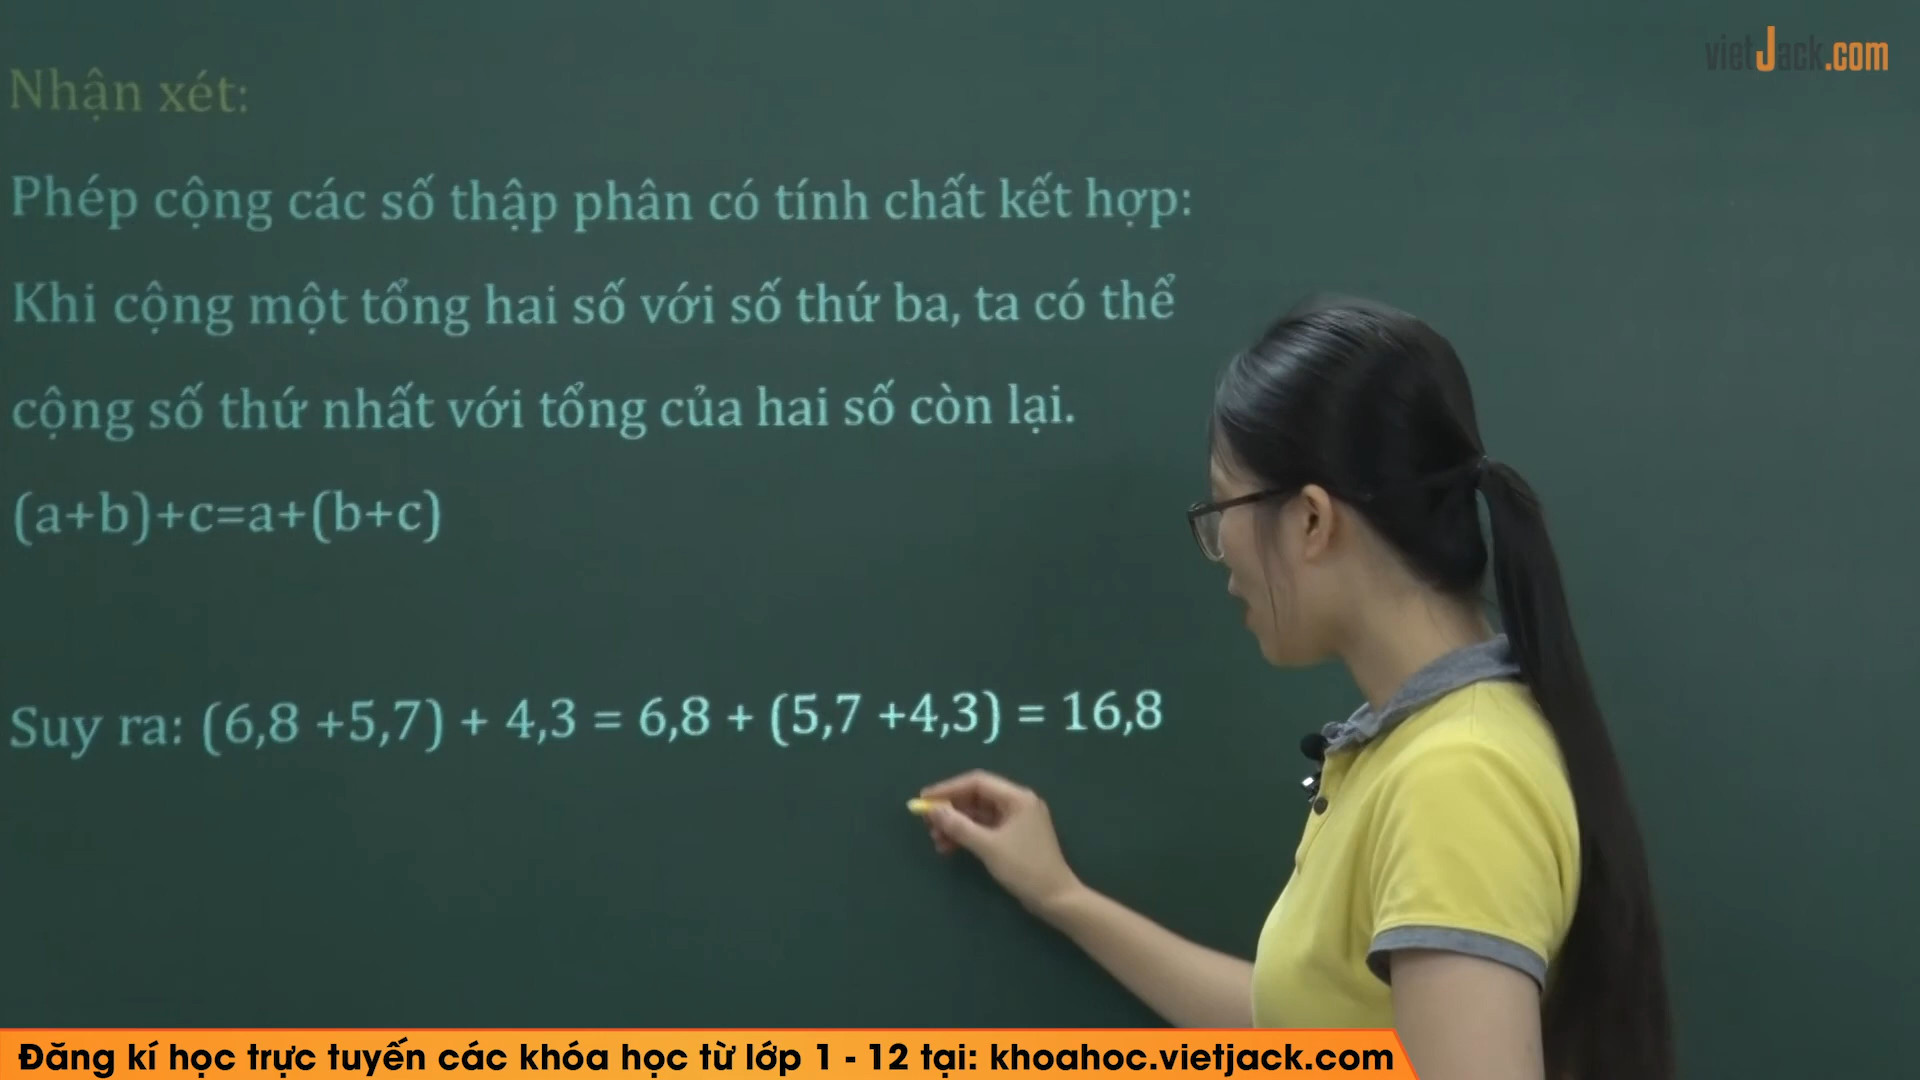 vietJack.com
Nhận xét:
Phép cộng các số thập phân có tính chất kết hợp:
Khi cộng một tổng hai số với số thứ ba, ta có thể
cộng số thứ nhất với tổng của hai số còn lại.
(a+b)+c=a+(b+c)
Suy ra: (6,8 +5,7) + 4,3 = 6,8 + (5,7 +4,3) = 16,8
Đăng kí học trực tuyến các khóa học từ lớp 1 - 12 tại: khoahoc.vietjack.com